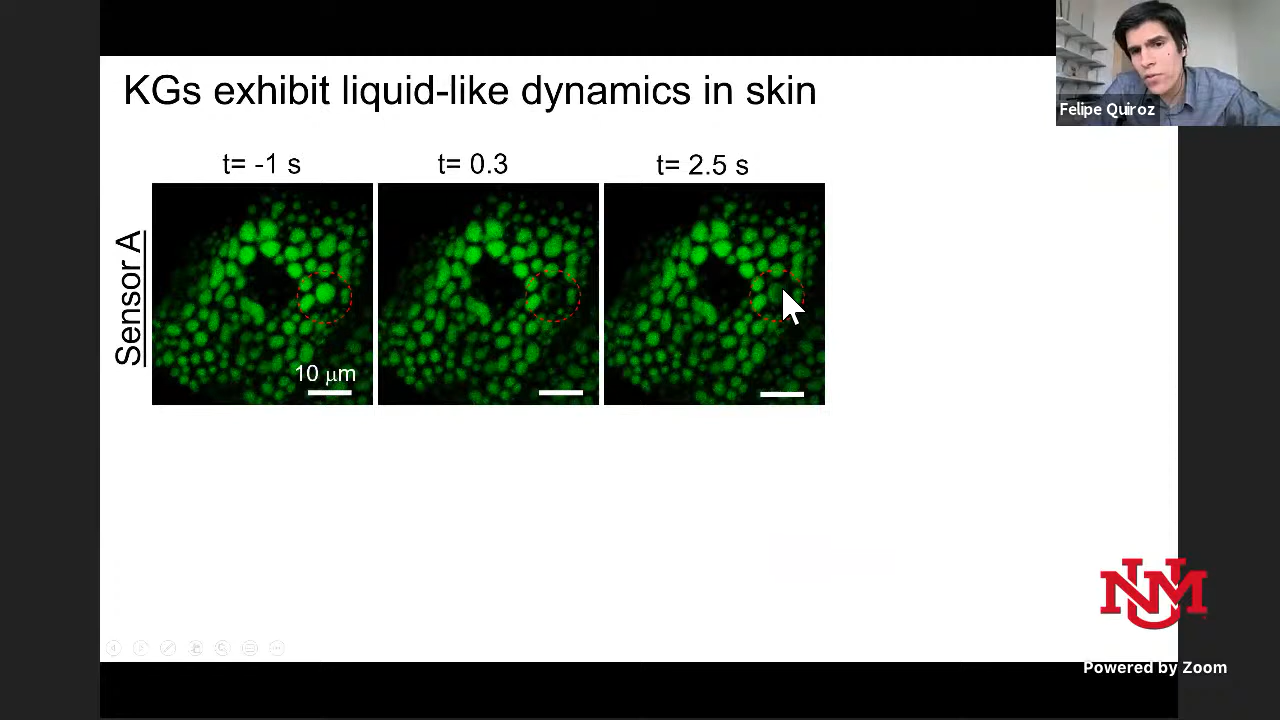 KGs exhibit liquid-like dynamics in skin
Felipe Quiroz
t= -1 s
t= 0.3
t= 2.5 s
Sensor A
10 μm
UNM
Powered by Zoom